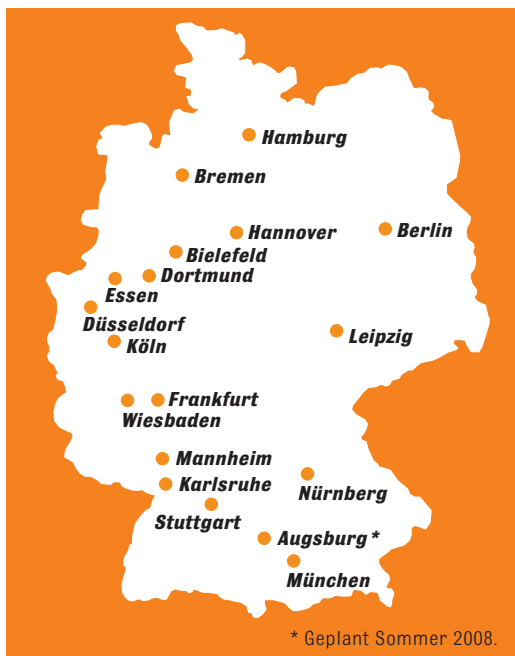 Hamburg
Bremen
Hannover
Berlin
Bielefeld
Dortmund
Essen
Düsseldorf
Köln
Leipzig
Frankfurt
Wiesbaden
Mannheim
Karlsruhe
Nürnberg
Stuttgart
Augsburg *
München
* Geplant Sommer 2008.